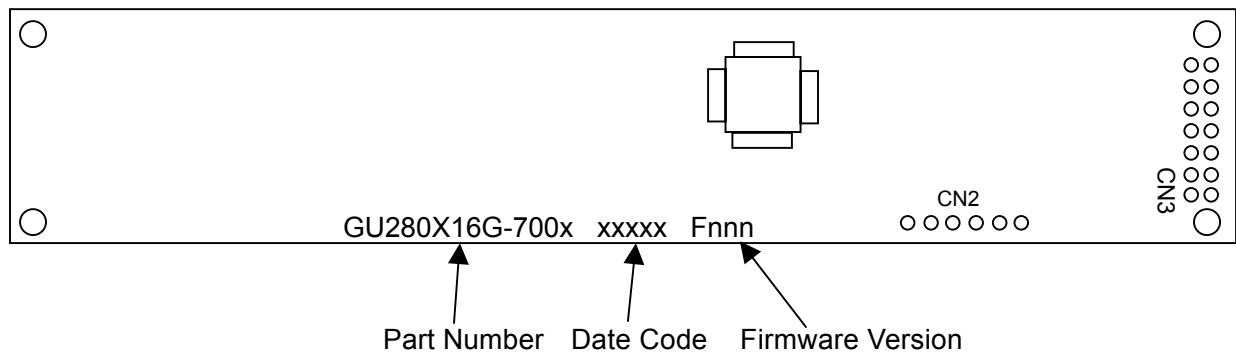 CN2
CN3
GU280X16G-700x xxxxx Fnnn
Part Number Date Code Firmware Version